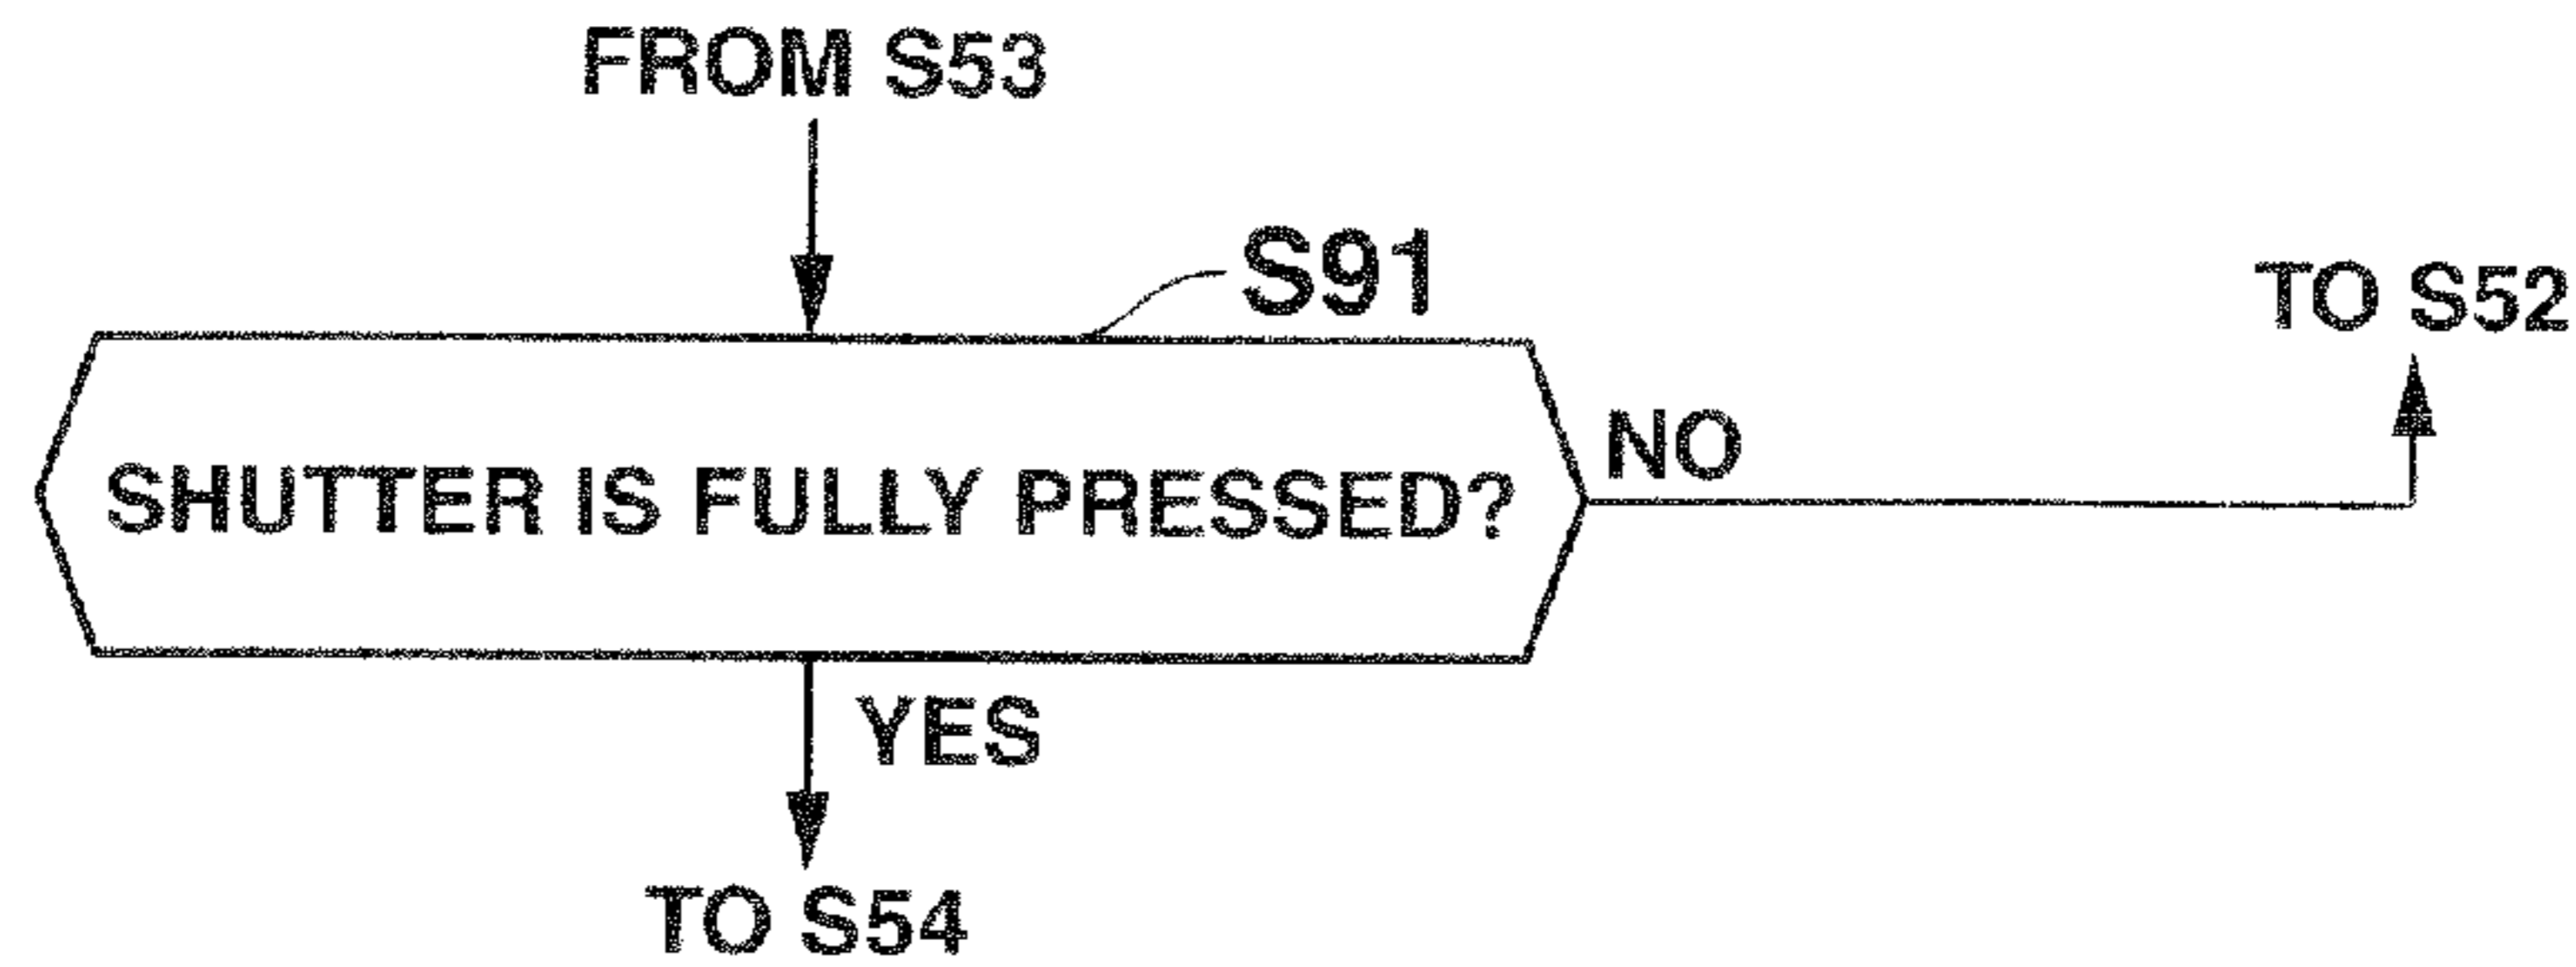 FROM S53
S91
TO S52
NO
SHUTTER IS FULLY PRESSED?
YES
TO S54